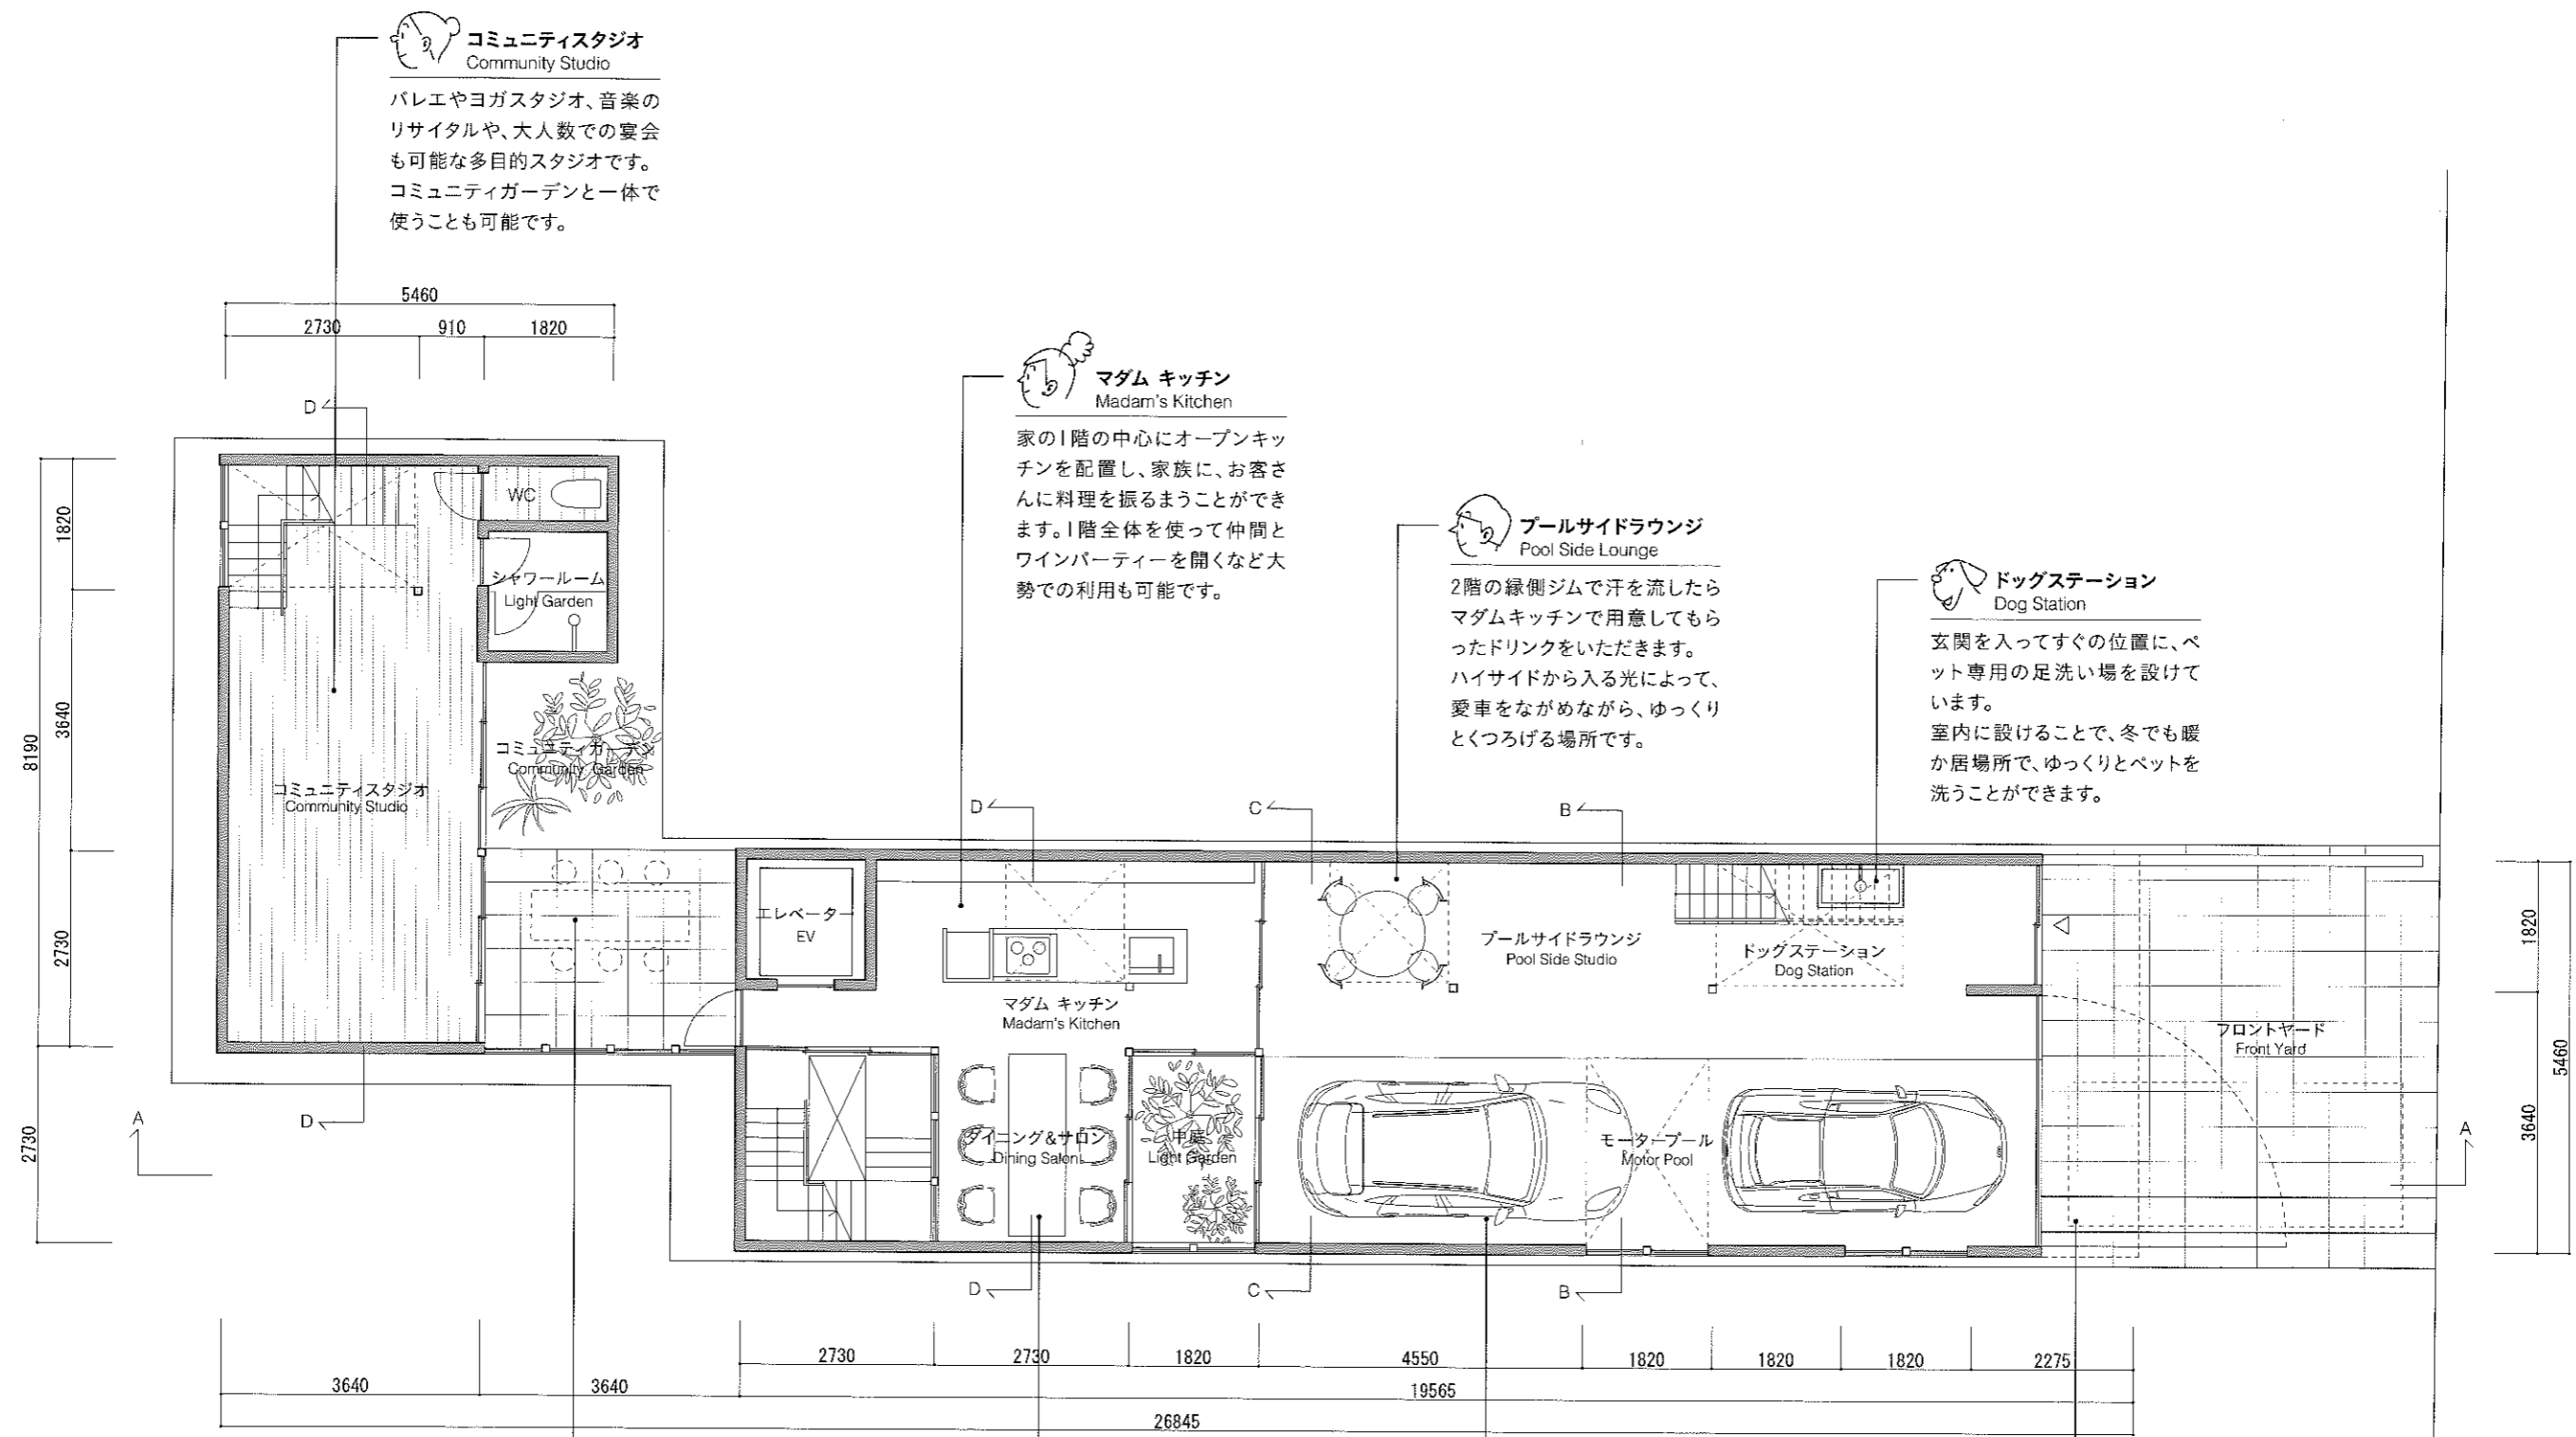 コミュニティスタジオ
Community Studio
バレエやヨガスタジオ、音楽の
リサイタルや、大人数での宴会
も可能な多目的スタジオです。
コミュニティガーデンと一体で
使うことも可能です。
マダム キッチン
Madam's Kitchen
家の1階の中心にオープンキッ
チンを配置し、家族に、お客さ
んに料理を振るまうことができ
ます。1階全体を使って仲間と
ワインパーティーを開くなど大
勢での利用も可能です。
プールサイドラウンジ
Pool Side Lounge
2階の縁側ジムで汗を流したら
マダムキッチンで用意してもら
ったドリンクをいただきます。
ハイサイドから入る光によって、
愛車をながめながら、ゆっくり
とくつろげる場所です。
ドッグステーション
Dog Station
玄関を入ってすぐの位置に、ペ
ット専用の足洗い場を設けて
います。
室内に設けることで、冬でも暖
か居場所で、ゆっくりとペットを
洗うことができます。
5460
2730
910
1820
D
WC
シャワールーム
Light Garden
コミュニティガーデン
Community Garden
コミュニティスタジオ
Community Studio
8190
1820
3640
2730
2730
A
D
D
C
B
エレベーター
EV
マダム キッチン
Madam's Kitchen
プールサイドラウンジ
Pool Side Studio
ドッグステーション
Dog Station
フロントヤード
Front Yard
ダイニング&サロン
Dining Salon
中庭
Light Garden
モータープール
Motor Pool
1820
3640
5460
A
D
C
B
2730
2730
1820
4550
1820
1820
1820
2275
3640
3640
19565
26845